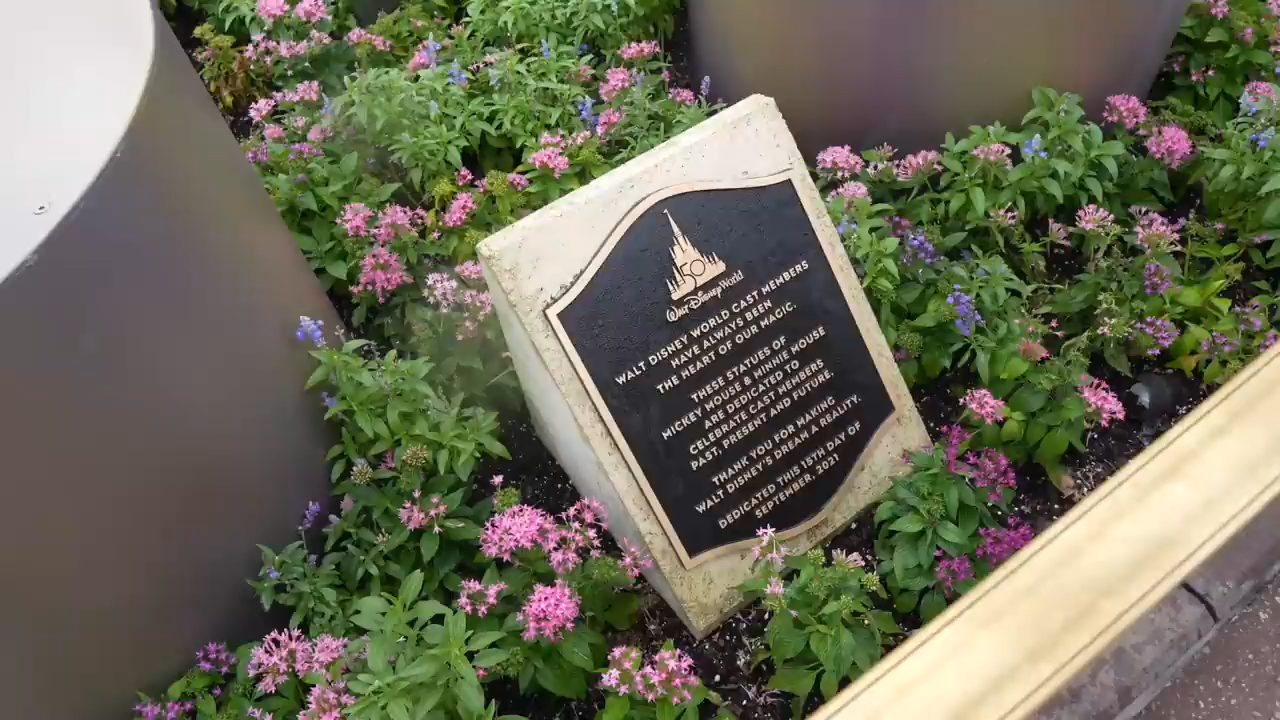 50
Walt Disney World
WALT DISNEY WORLD CAST MEMBERS
HAVE ALWAYS BEEN
THE HEART OF OUR MAGIC.
THESE STATUES OF
MICKEY MOUSE & MINNIE MOUSE
ARE DEDICATED TO
CELEBRATE CAST MEMBERS
PAST, PRESENT AND FUTURE.
THANK YOU FOR MAKING
WALT DISNEY'S DREAM A REALITY.
DEDICATED THIS 15TH DAY OF
SEPTEMBER, 2021